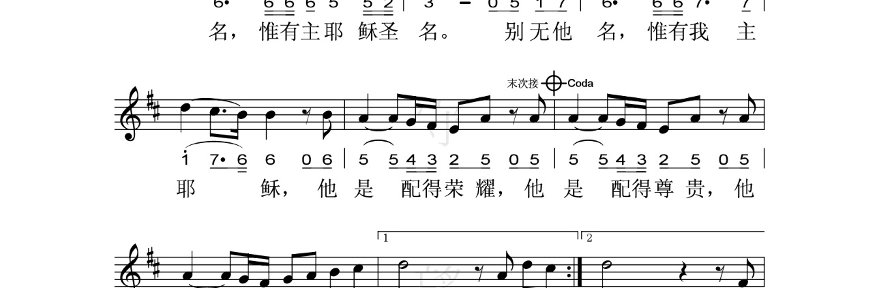 6· 6 6 6 5 5 5 2 | 3 – 0 5 1 7 | 6· 6 6 7· 7 |
名，惟有主耶 稣圣 名。 别 无他 名，惟有我 主
末次接 Coda
1 7· 6 6 0 6 | 5 5 4 3 2 5 0 5 | 5 5 4 3 2 5 0 5 |
耶 稣，他 是 配得荣 耀，他 是 配得尊 贵，他
1 2